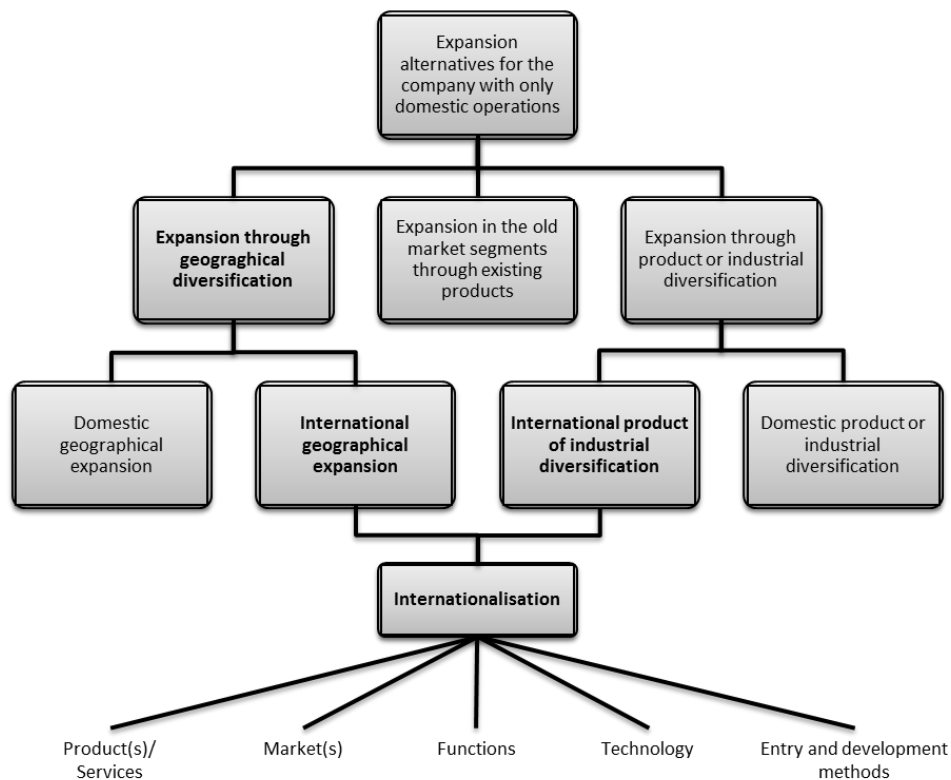 Expansion
alternatives for the
company with only
domestic operations
Expansion through
geograghical
diversification
Expansion in the old
market segments
through existing
products
Expansion through
product or industrial
diversification
Domestic
geographical
expansion
International
geographical
expansion
International product
of industrial
diversification
Domestic product or
industrial
diversification
Internationalisation
Product(s)/
Services
Market(s)
Functions
Technology
Entry and development
methods